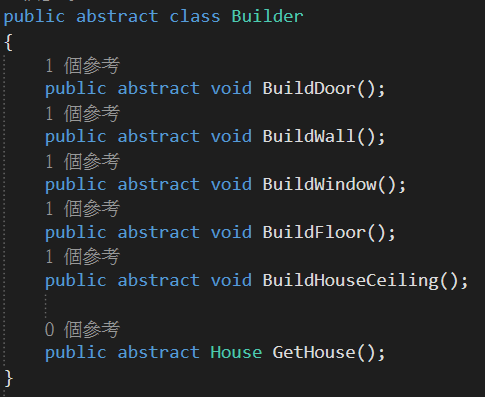 public abstract class Builder
{
1 個參考
public abstract void BuildDoor();
1 個參考
public abstract void BuildWall();
1 個參考
public abstract void BuildWindow();
1 個參考
public abstract void BuildFloor();
1 個參考
public abstract void BuildHouseCeiling();
0 個參考
public abstract House GetHouse();
}